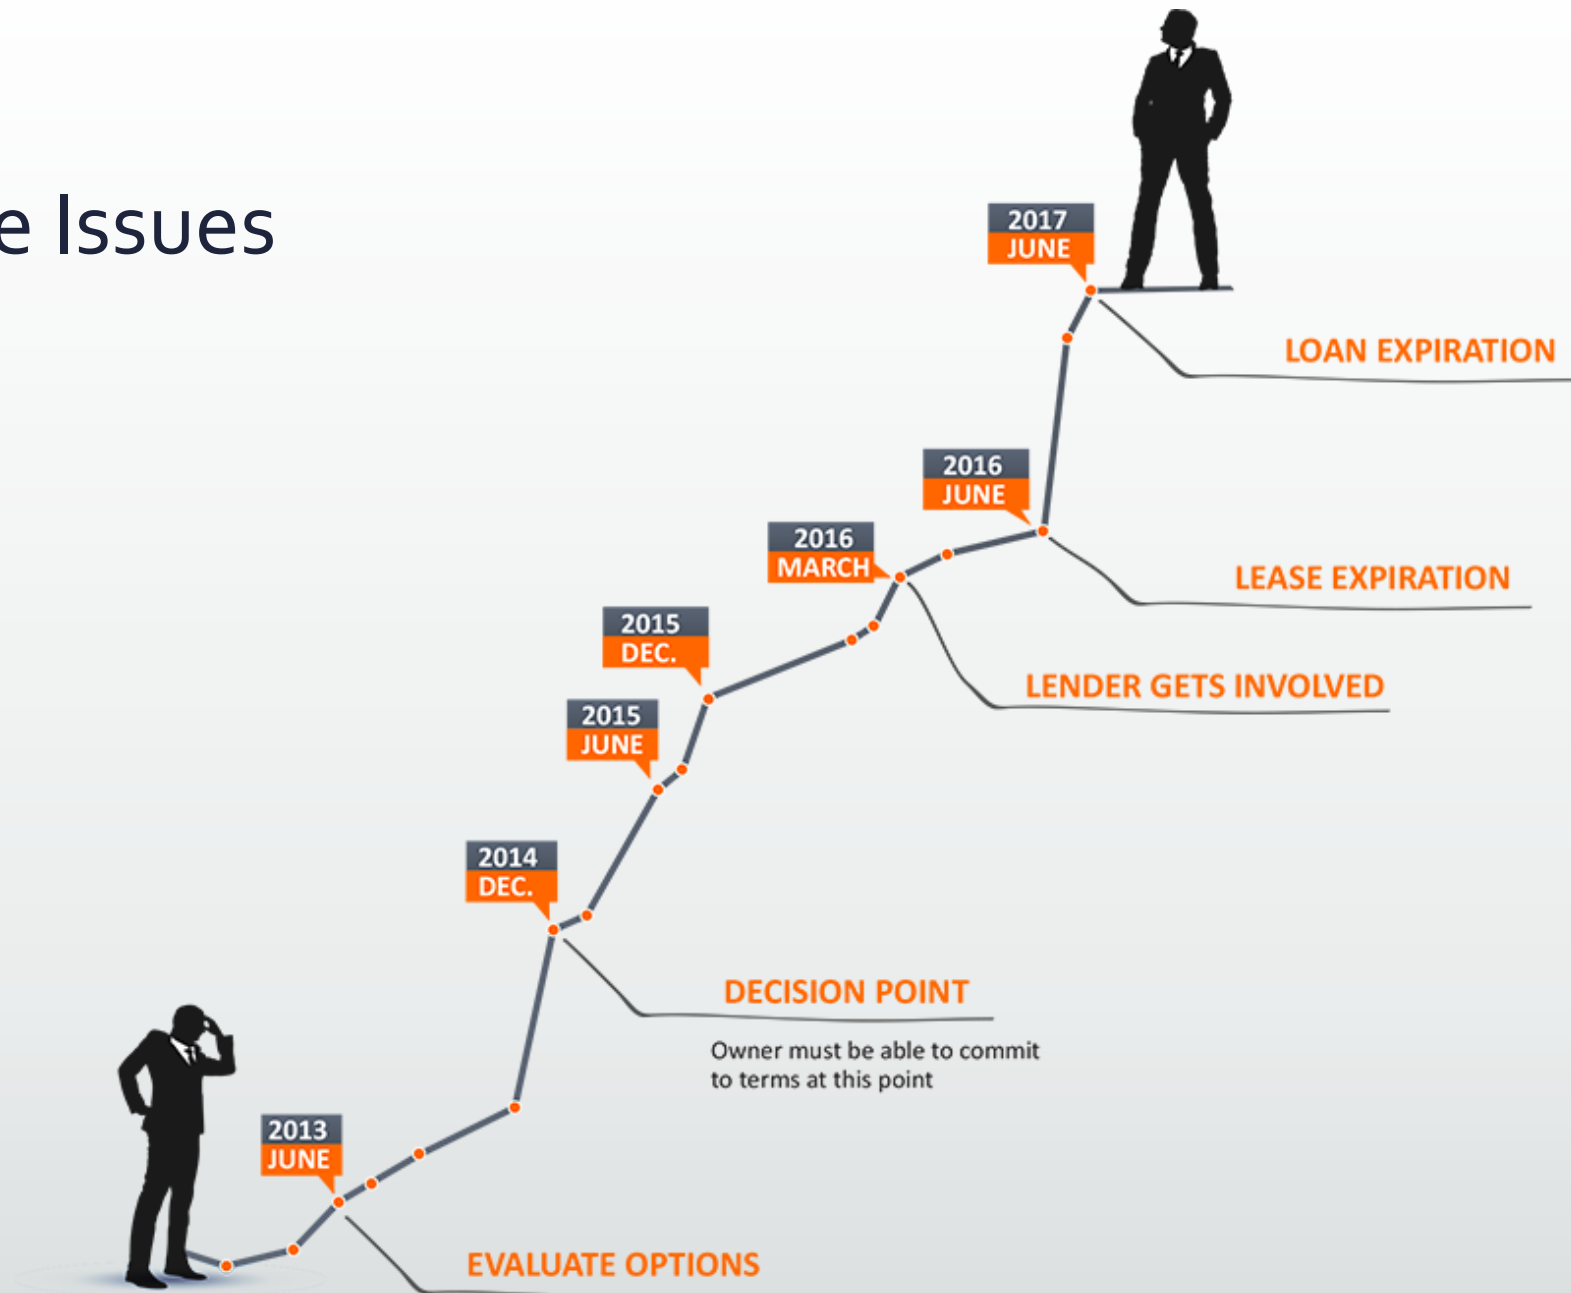 e Issues
2017
JUNE
LOAN EXPIRATION
2016
JUNE
LEASE EXPIRATION
2016
MARCH
LENDER GETS INVOLVED
2015
DEC.
2015
JUNE
2014
DEC.
DECISION POINT
Owner must be able to commit
to terms at this point
2013
JUNE
EVALUATE OPTIONS